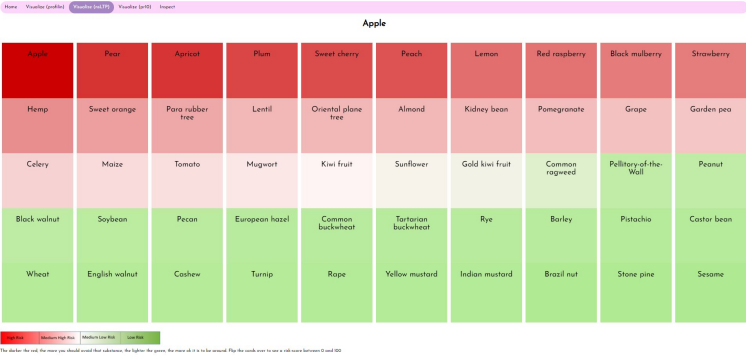 Home Visualize (profilin) Visualize (nsLTP) Visualize (pr10) Inspect
Apple
Apple Pear Apricot Plum Sweet cherry Peach Lemon Red raspberry Black mulberry Strawberry
Hemp Sweet orange Para rubber tree Lentil Oriental plane tree Almond Kidney bean Pomegranate Grape Garden pea
Celery Maize Tomato Mugwort Kiwi fruit Sunflower Gold kiwi fruit Common ragweed Pellitory-of-the-Wall Peanut
Black walnut Soybean Pecan European hazel Common buckwheat Tartarian buckwheat Rye Barley Pistachio Castor bean
Wheat English walnut Cashew Turnip Rape Yellow mustard Indian mustard Brazil nut Stone pine Sesame
High Risk Medium High Risk Medium Low Risk Low Risk
The darker the red, the more you should avoid that substance, the lighter the green, the more ok it is to be around. Flip the cards over to see a risk score between 0 and 100